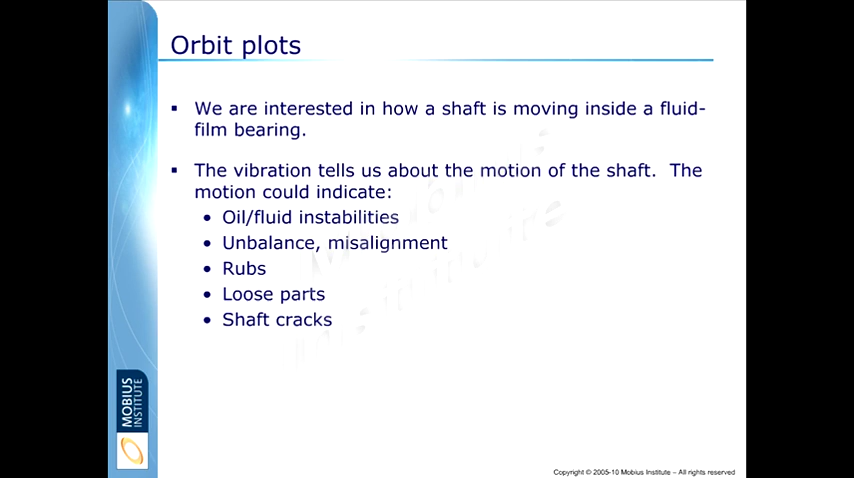 Orbit plots
▪ We are interested in how a shaft is moving inside a fluid-
film bearing.
▪ The vibration tells us about the motion of the shaft.  The
motion could indicate:
• Oil/fluid instabilities
• Unbalance, misalignment
• Rubs
• Loose parts
• Shaft cracks
MOBIUS
INSTITUTE
Copyright © 2005-10 Mobius Institute – All rights reserved